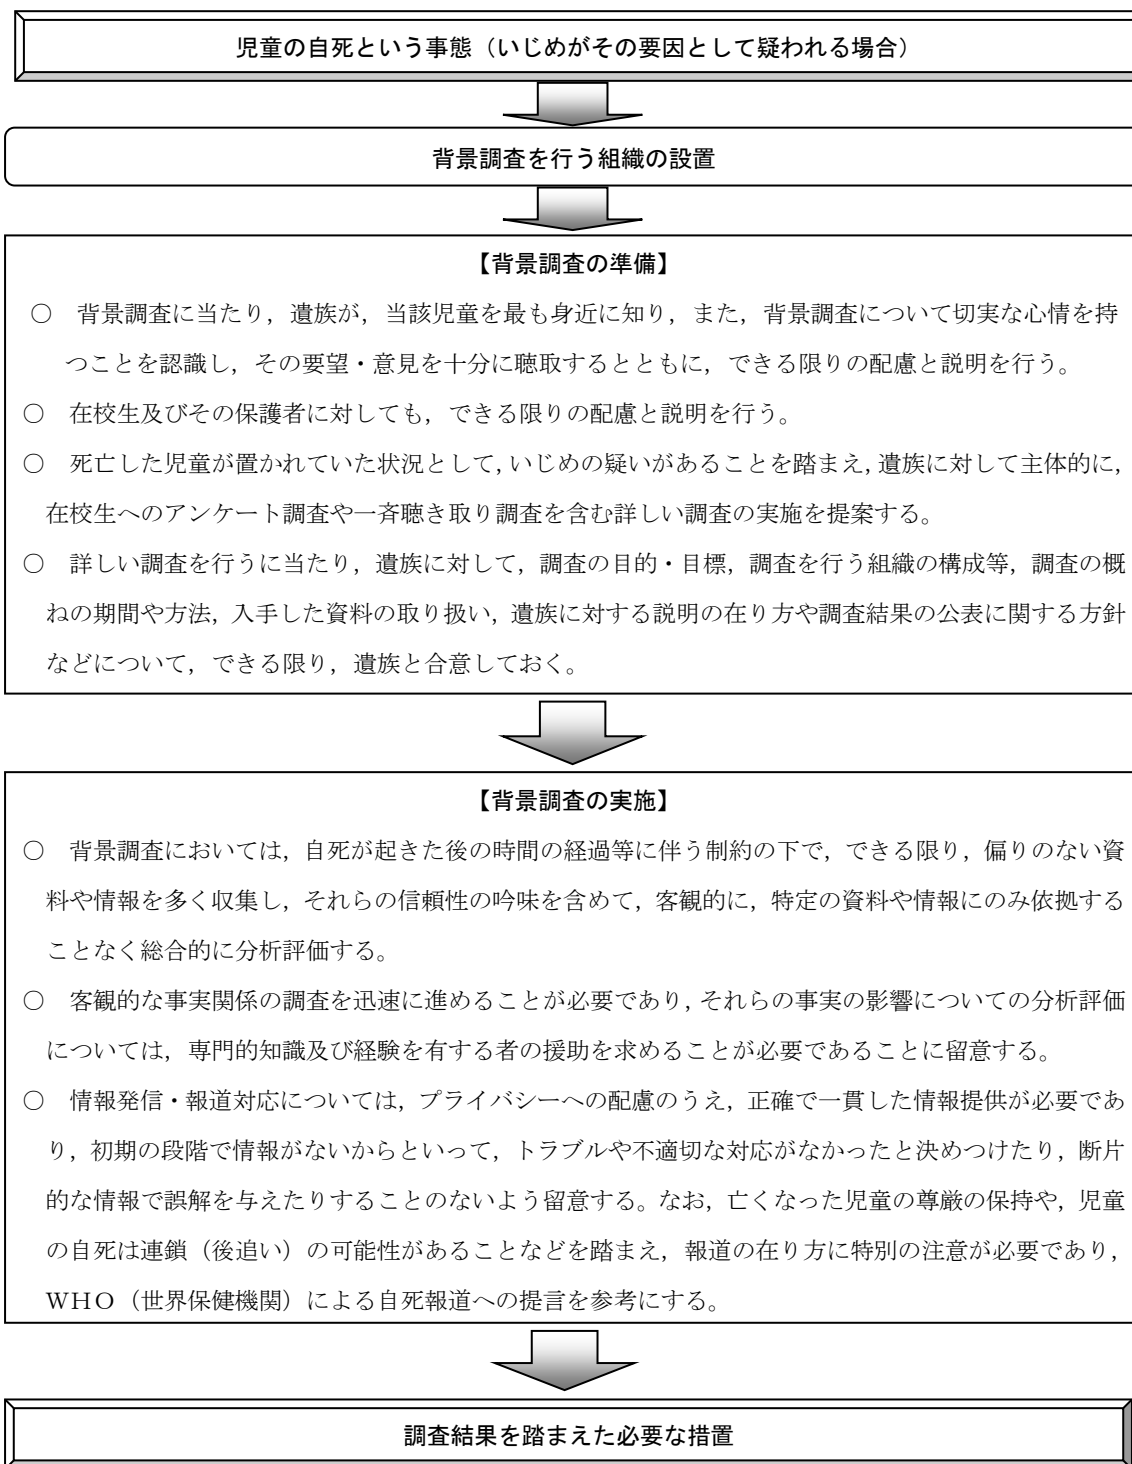 児童の自死という事態（いじめがその要因として疑われる場合）
背景調査を行う組織の設置
【背景調査の準備】
○　背景調査に当たり，遺族が，当該児童を最も身近に知り，また，背景調査について切実な心情を持
つことを認識し，その要望・意見を十分に聴取するとともに，できる限りの配慮と説明を行う。
○　在校生及びその保護者に対しても，できる限りの配慮と説明を行う。
○　死亡した児童が置かれていた状況として，いじめの疑いがあることを踏まえ，遺族に対して主体的に，
在校生へのアンケート調査や一斉聴き取り調査を含む詳しい調査の実施を提案する。
○　詳しい調査を行うに当たり，遺族に対して，調査の目的・目標，調査を行う組織の構成等，調査の概
ねの期間や方法，入手した資料の取り扱い，遺族に対する説明の在り方や調査結果の公表に関する方針
などについて，できる限り，遺族と合意しておく。
【背景調査の実施】
○　背景調査においては，自死が起きた後の時間の経過等に伴う制約の下で，できる限り，偏りのない資
料や情報を多く収集し，それらの信頼性の吟味を含めて，客観的に，特定の資料や情報にのみ依拠する
ことなく総合的に分析評価する。
○　客観的な事実関係の調査を迅速に進めることが必要であり，それらの事実の影響についての分析評価
については，専門的知識及び経験を有する者の援助を求めることが必要であることに留意する。
○　情報発信・報道対応については，プライバシーへの配慮のうえ，正確で一貫した情報提供が必要であ
り，初期の段階で情報がないからといって，トラブルや不適切な対応がなかったと決めつけたり，断片
的な情報で誤解を与えたりすることのないよう留意する。なお，亡くなった児童の尊厳の保持や，児童
の自死は連鎖（後追い）の可能性があることなどを踏まえ，報道の在り方に特別の注意が必要であり，
ＷＨＯ（世界保健機関）による自死報道への提言を参考にする。
調査結果を踏まえた必要な措置